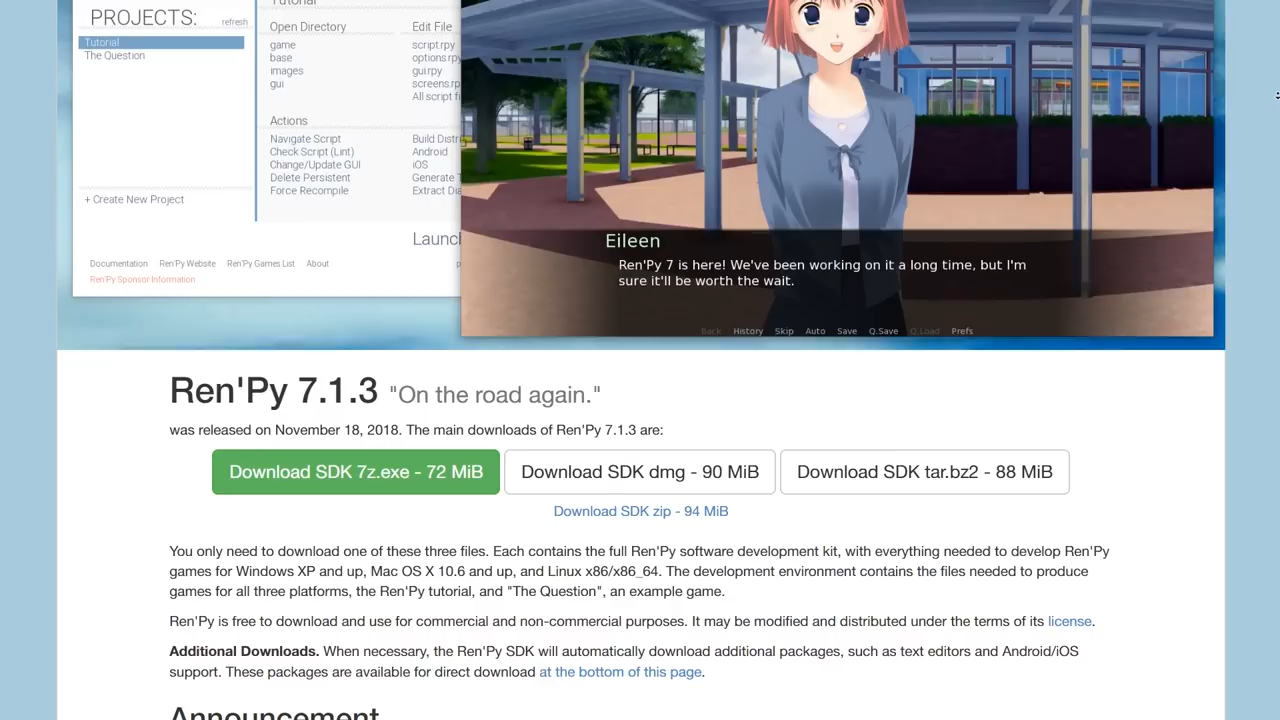 Tutorial
PROJECTS:
refresh
Open Directory
Edit File
Tutorial
The Question
game
base
images
gui
script.rpy
options.rpy
gui.rpy
screens.rp
All script fi
Actions
Navigate Script
Check Script (Lint)
Change/Update GUI
Delete Persistent
Force Recompile
Build Distri
Android
iOS
Generate T
Extract Dia
+ Create New Project
Launch
Documentation
Ren'Py Website
Ren'Py Games List
About
Ren'Py Sponsor Information
Eileen
Ren'Py 7 is here! We've been working on it a long time, but I'm
sure it'll be worth the wait.
Back History Skip Auto Save Q.Save Q.Load Prefs
Ren'Py 7.1.3 "On the road again."
was released on November 18, 2018. The main downloads of Ren'Py 7.1.3 are:
Download SDK 7z.exe - 72 MiB
Download SDK dmg - 90 MiB
Download SDK tar.bz2 - 88 MiB
Download SDK zip - 94 MiB
You only need to download one of these three files. Each contains the full Ren'Py software development kit, with everything needed to develop Ren'Py
games for Windows XP and up, Mac OS X 10.6 and up, and Linux x86/x86_64. The development environment contains the files needed to produce
games for all three platforms, the Ren'Py tutorial, and "The Question", an example game.
Ren'Py is free to download and use for commercial and non-commercial purposes. It may be modified and distributed under the terms of its license.
Additional Downloads. When necessary, the Ren'Py SDK will automatically download additional packages, such as text editors and Android/iOS
support. These packages are available for direct download at the bottom of this page.
Announcement